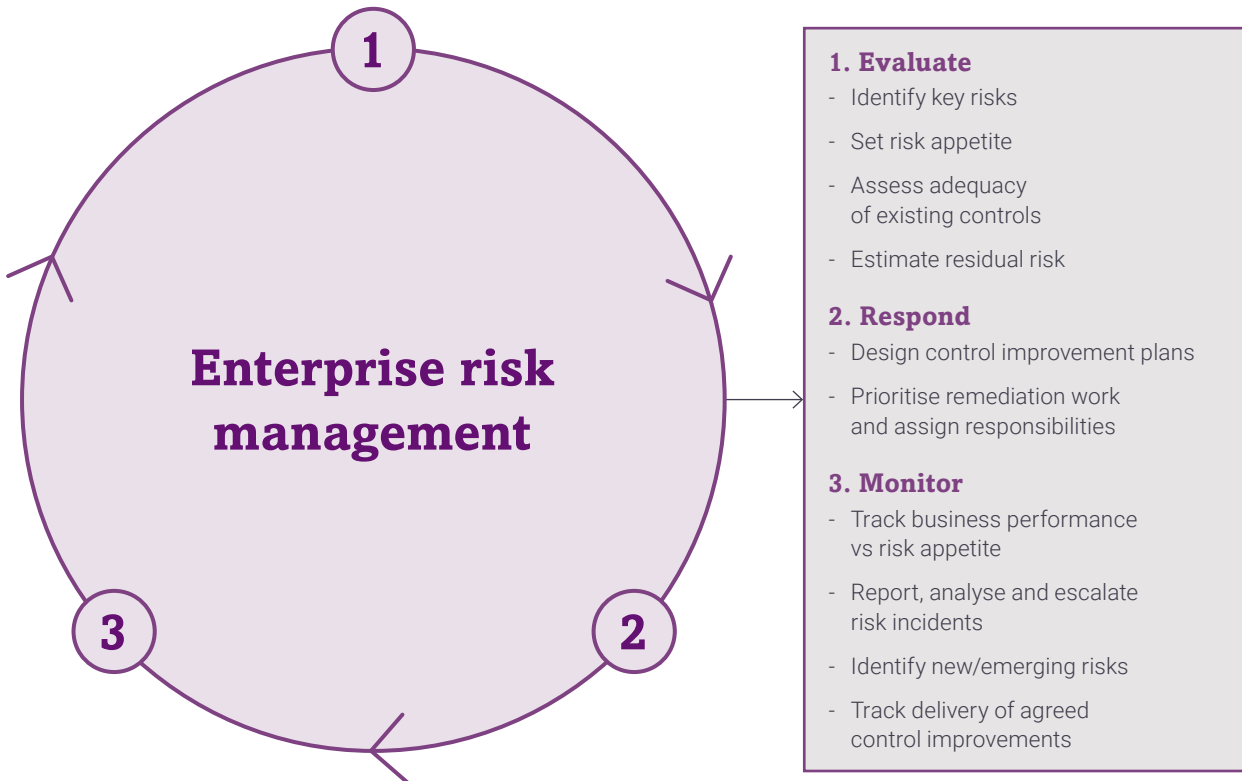 1
Enterprise risk
management
3
2
1. Evaluate
- Identify key risks
- Set risk appetite
- Assess adequacy
of existing controls
- Estimate residual risk
2. Respond
- Design control improvement plans
- Prioritise remediation work
and assign responsibilities
3. Monitor
- Track business performance
vs risk appetite
- Report, analyse and escalate
risk incidents
- Identify new/emerging risks
- Track delivery of agreed
control improvements